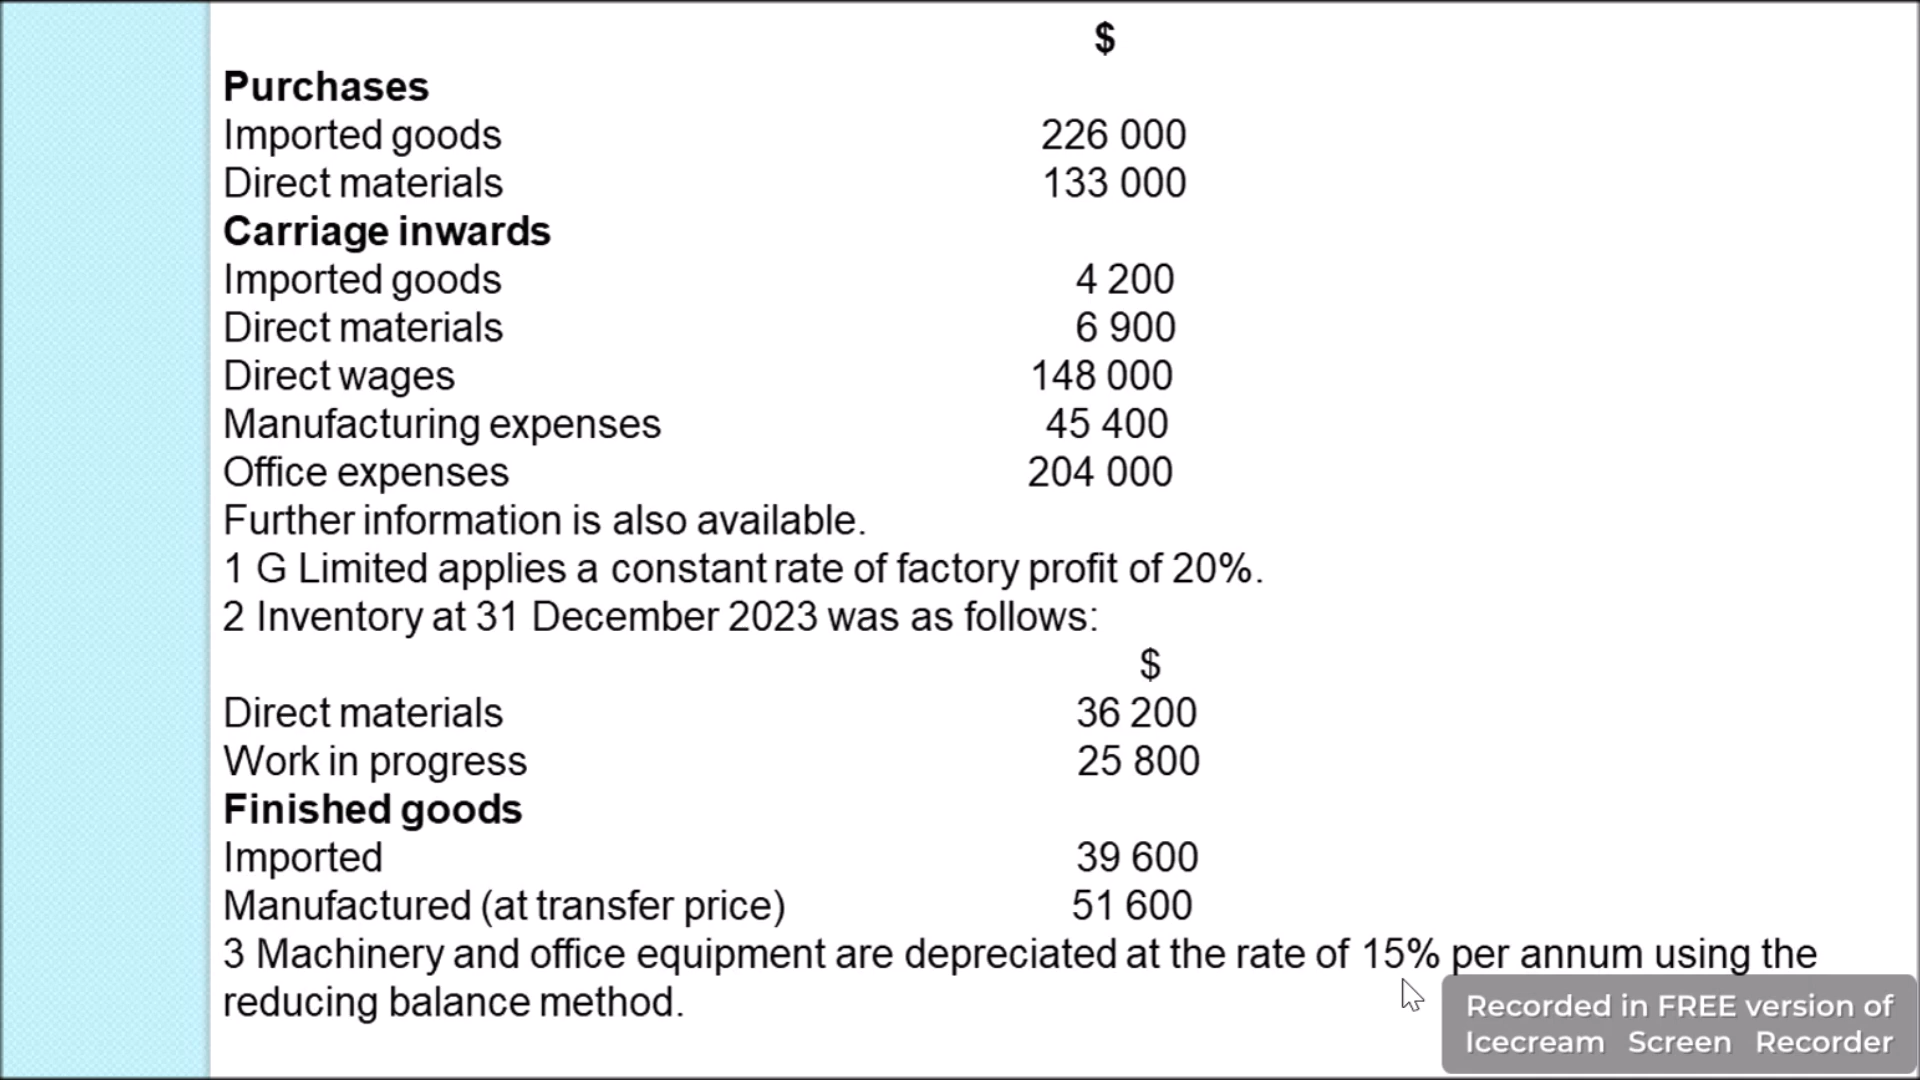 $
Purchases
Imported goods 226 000
Direct materials 133 000
Carriage inwards
Imported goods 4 200
Direct materials 6 900
Direct wages 148 000
Manufacturing expenses 45 400
Office expenses 204 000
Further information is also available.
1 G Limited applies a constant rate of factory profit of 20%.
2 Inventory at 31 December 2023 was as follows:
$
Direct materials 36 200
Work in progress 25 800
Finished goods
Imported 39 600
Manufactured (at transfer price) 51 600
3 Machinery and office equipment are depreciated at the rate of 15% per annum using the
reducing balance method.
Recorded in FREE version of
Icecream Screen Recorder